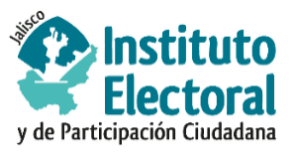 Jalisco
Instituto
Electoral
y de Participación Ciudadana